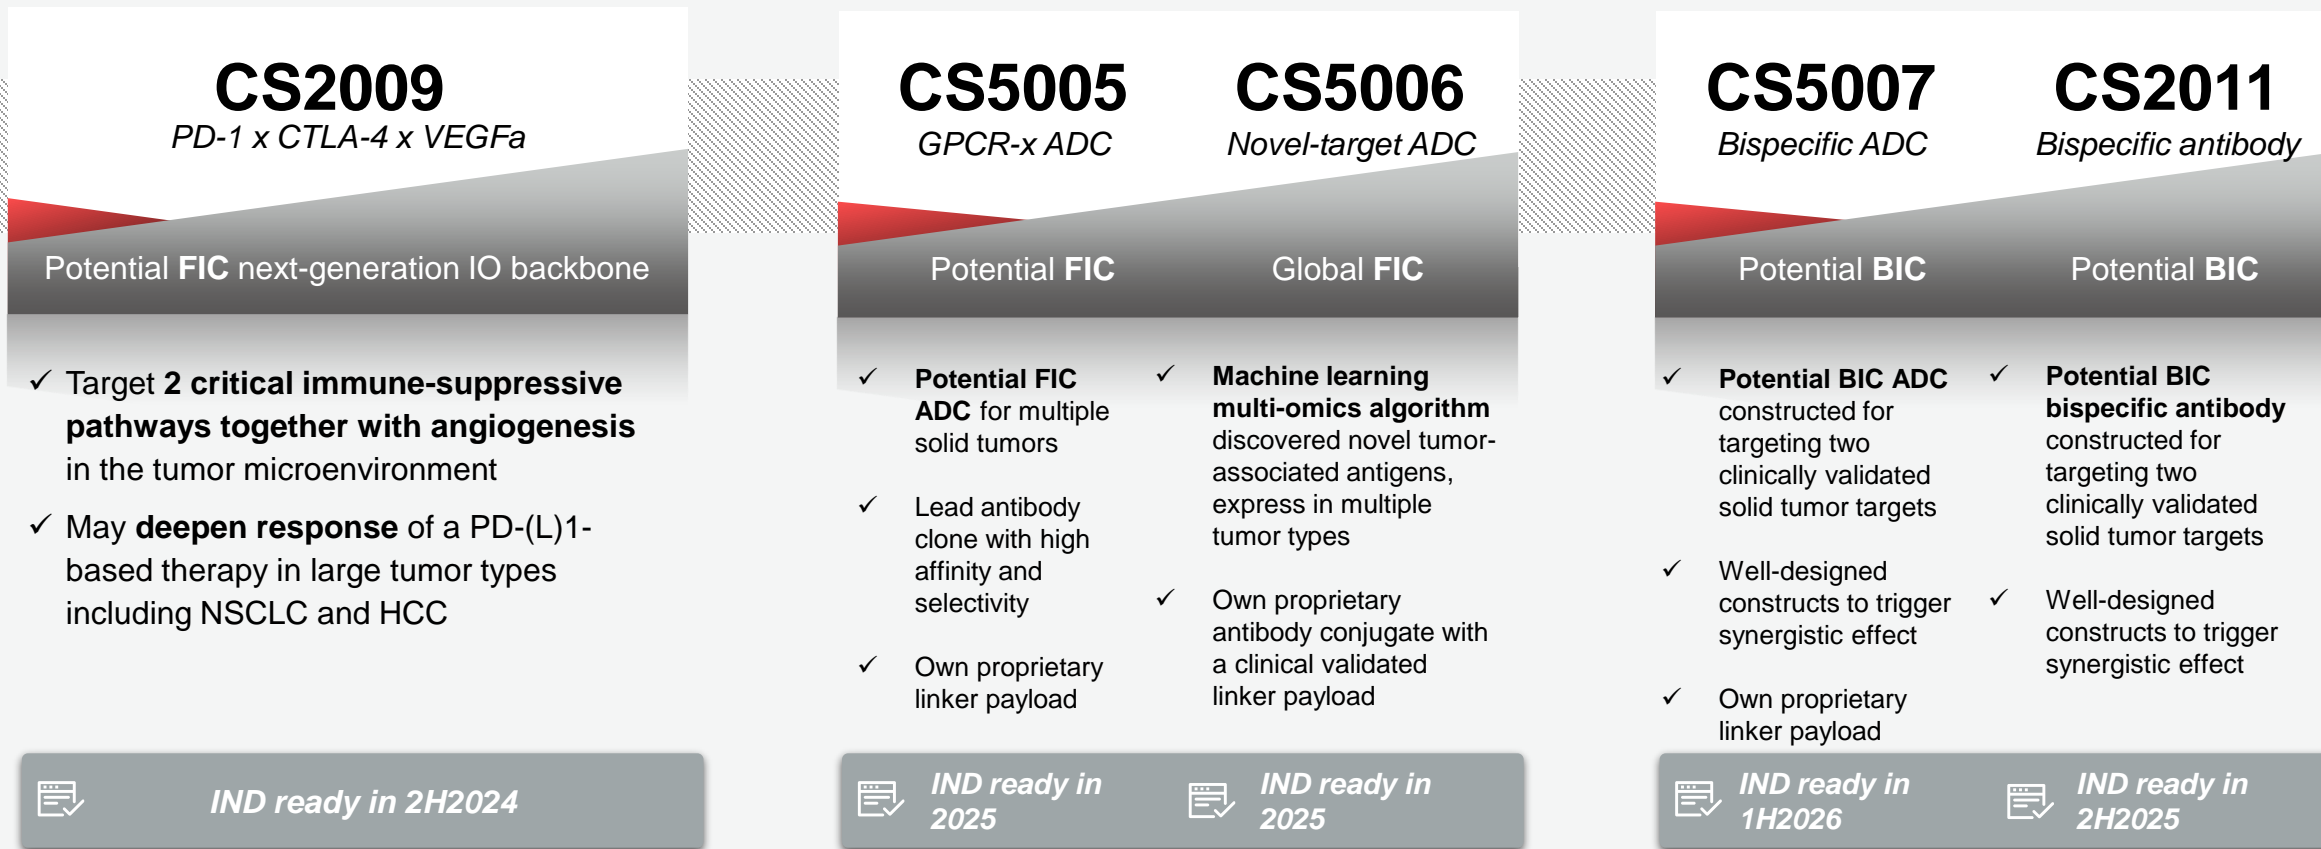 CS2009
PD-1 x CTLA-4 x VEGFa
Potential FIC next-generation IO backbone
✓ Target 2 critical immune-suppressive
pathways together with angiogenesis
in the tumor microenvironment
✓ May deepen response of a PD-(L)1-
based therapy in large tumor types
including NSCLC and HCC
IND ready in 2H2024
CS5005
GPCR-x ADC
Potential FIC
✓ Potential FIC
ADC for multiple
solid tumors
✓ Lead antibody
clone with high
affinity and
selectivity
✓ Own proprietary
linker payload
IND ready in
2025
CS5006
Novel-target ADC
Global FIC
✓ Machine learning
multi-omics algorithm
discovered novel tumor-
associated antigens,
express in multiple
tumor types
✓ Own proprietary
antibody conjugate with
a clinical validated
linker payload
IND ready in
2025
CS5007
Bispecific ADC
Potential BIC
✓ Potential BIC ADC
constructed for
targeting two
clinically validated
solid tumor targets
✓ Well-designed
constructs to trigger
synergistic effect
✓ Own proprietary
linker payload
IND ready in
1H2026
CS2011
Bispecific antibody
Potential BIC
✓ Potential BIC
bispecific antibody
constructed for
targeting two
clinically validated
solid tumor targets
✓ Well-designed
constructs to trigger
synergistic effect
IND ready in
2H2025